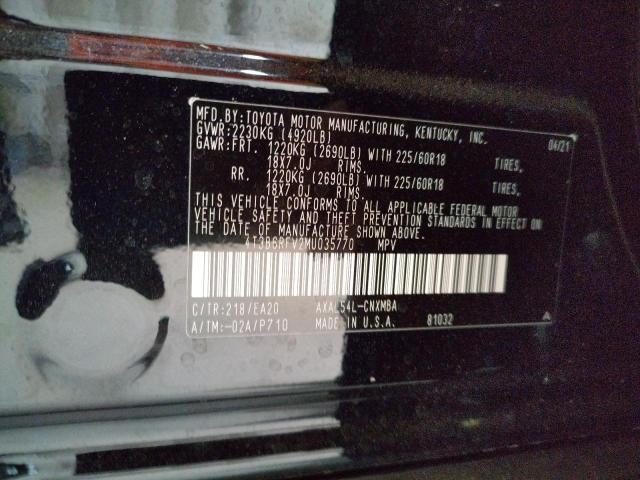 MFD. BY: TOYOTA MOTOR MANUFACTURING, KENTUCKY, INC. 04/21
GVWR: 2230KG (4920LB)
GAWR: FRT. 1220KG (2690LB) WITH 225/60R18 TIRES,
18X7.0J RIMS.
RR. 1220KG (2690LB) WITH 225/60R18 TIRES,
18X7.0J RIMS.
THIS VEHICLE CONFORMS TO ALL APPLICABLE FEDERAL MOTOR
VEHICLE SAFETY AND THEFT PREVENTION STANDARDS IN EFFECT ON
THE DATE OF MANUFACTURE SHOWN ABOVE.
4T3B6RFV2MU035770 MPV
C/TR: 218/EA20 AXAL54L-CNXMBA
A/TM: -02A/P710 MADE IN U.S.A. 81032 A